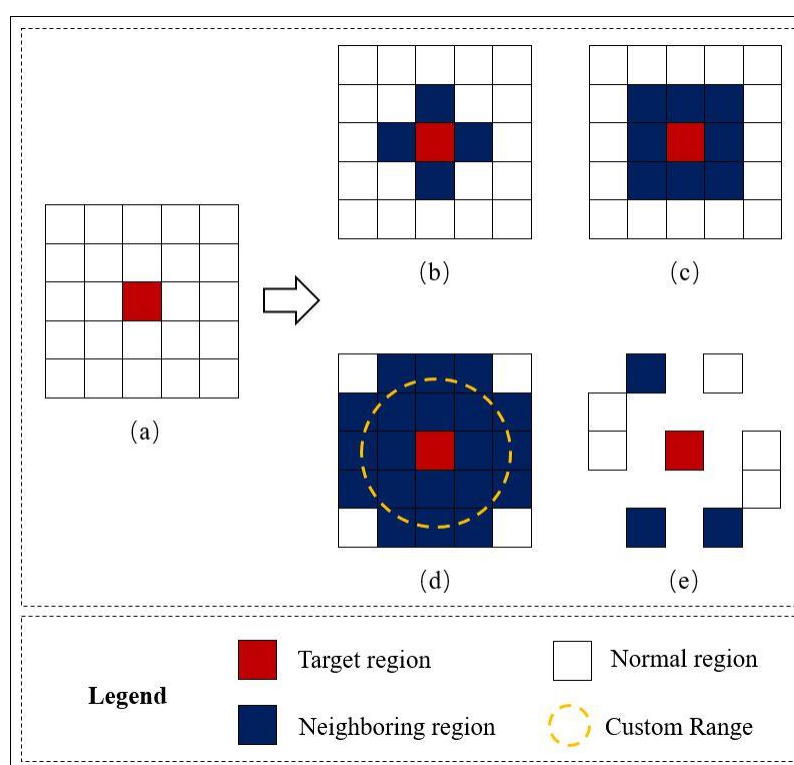 (b)
(c)
(a)
(d)
(e)
Legend
Target region
Normal region
Neighboring region
Custom Range